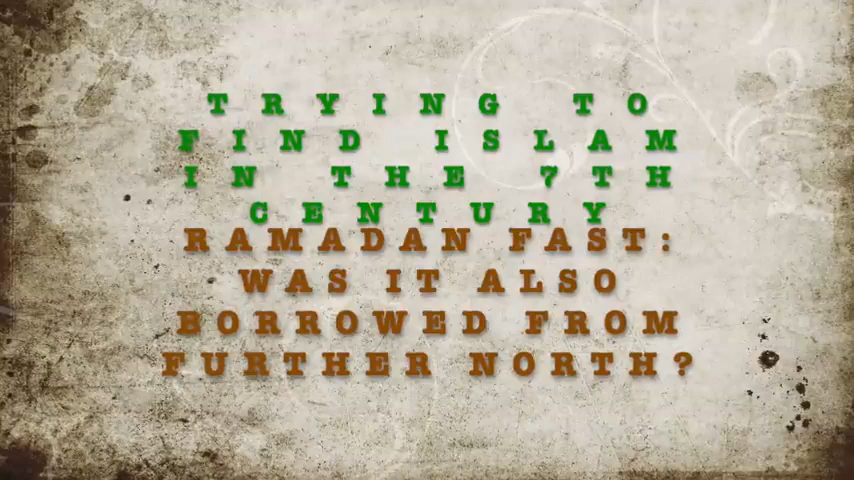 TRYING TO
FIND ISLAM
IN THE 7TH
CENTURY
RAMADAN FAST:
WAS IT ALSO
BORROWED FROM
FURTHER NORTH?